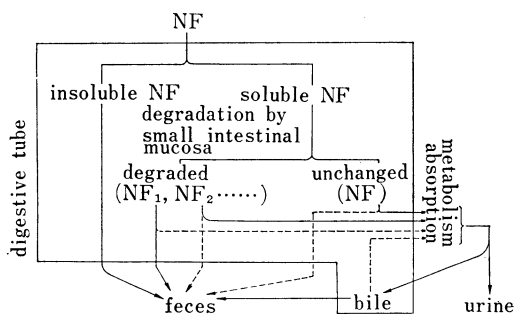 NF
insoluble NF
soluble NF
degradation by
small intestinal
mucosa
degraded
(NF₁, NF₂……)
unchanged
(NF)
digestive tube
metabolism
absorption
feces
bile
urine